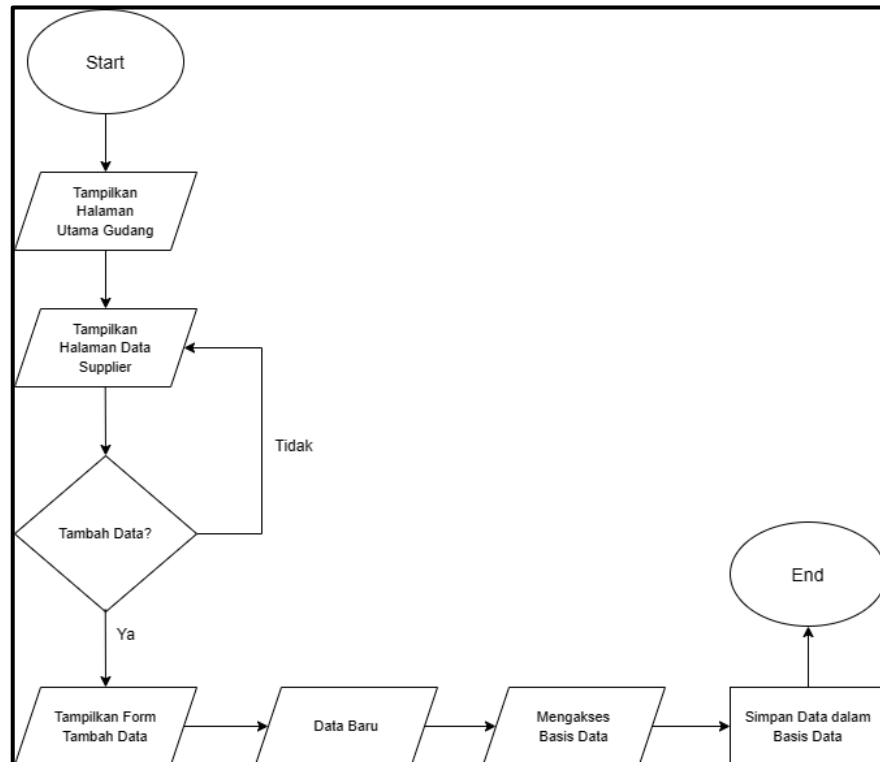 Start
Tampilkan
Halaman
Utama Gudang
Tampilkan
Halaman Data
Supplier
Tidak
Tambah Data?
Ya
Tampilkan Form
Tambah Data
Data Baru
Mengakses
Basis Data
Simpan Data dalam
Basis Data
End